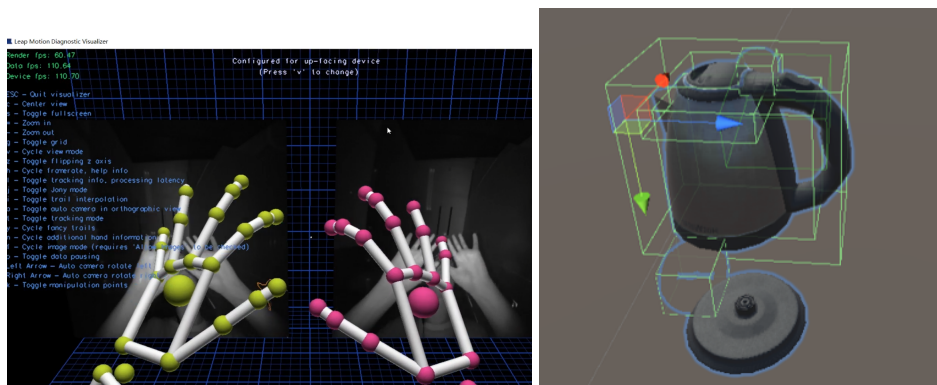 Leap Motion Diagnostic Visualizer
Render fps: 60.47
Data fps: 110.64
Device fps: 110.70
Configured for up-facing device
(Press 'v' to change)
ESC - Quit visualizer
- Center view
- Toggle fullscreen
- Zoom in
- Zoom out
- Toggle grid
- Cycle view mode
- Toggle flipping z axis
- Cycle framerate, help info
- Toggle tracking info, processing latency
- Toggle Jony mode
- Toggle trail interpolation
- Toggle auto camera in orthographic view
- Toggle tracking mode
- Cycle fancy trails
- Cycle additional hand information
- Cycle image mode (requires
- Toggle data pausing
Left Arrow - Auto camera rotate
Right Arrow - Auto camera rotate
- Toggle manipulation points